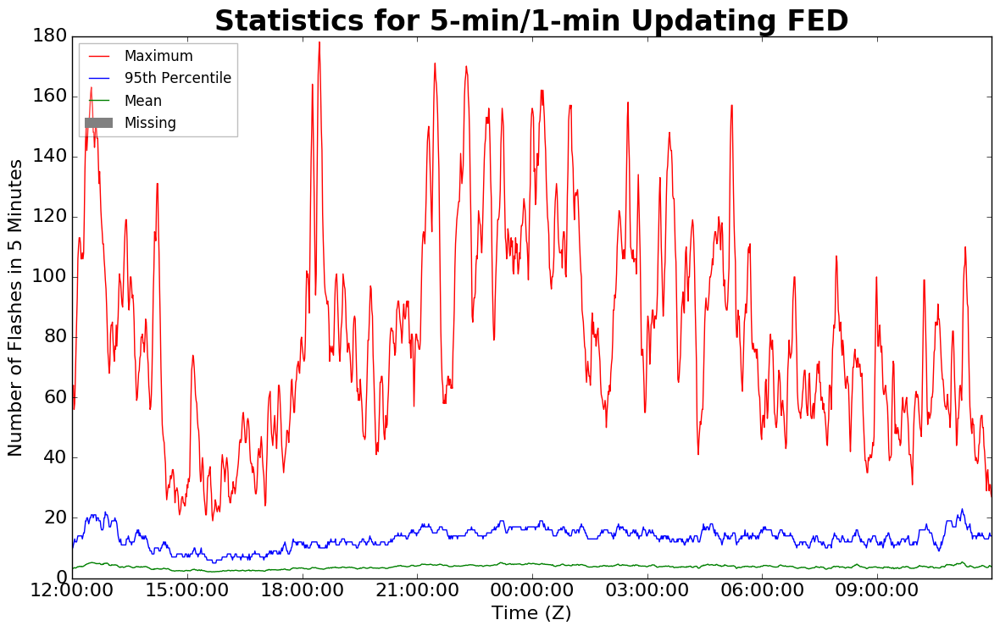 Statistics for 5-min/1-min Updating FED
Number of Flashes in 5 Minutes
180
160
140
120
100
80
60
40
20
0
Maximum
95th Percentile
Mean
Missing
12:00:00 15:00:00 18:00:00 21:00:00 00:00:00 03:00:00 06:00:00 09:00:00
Time (Z)